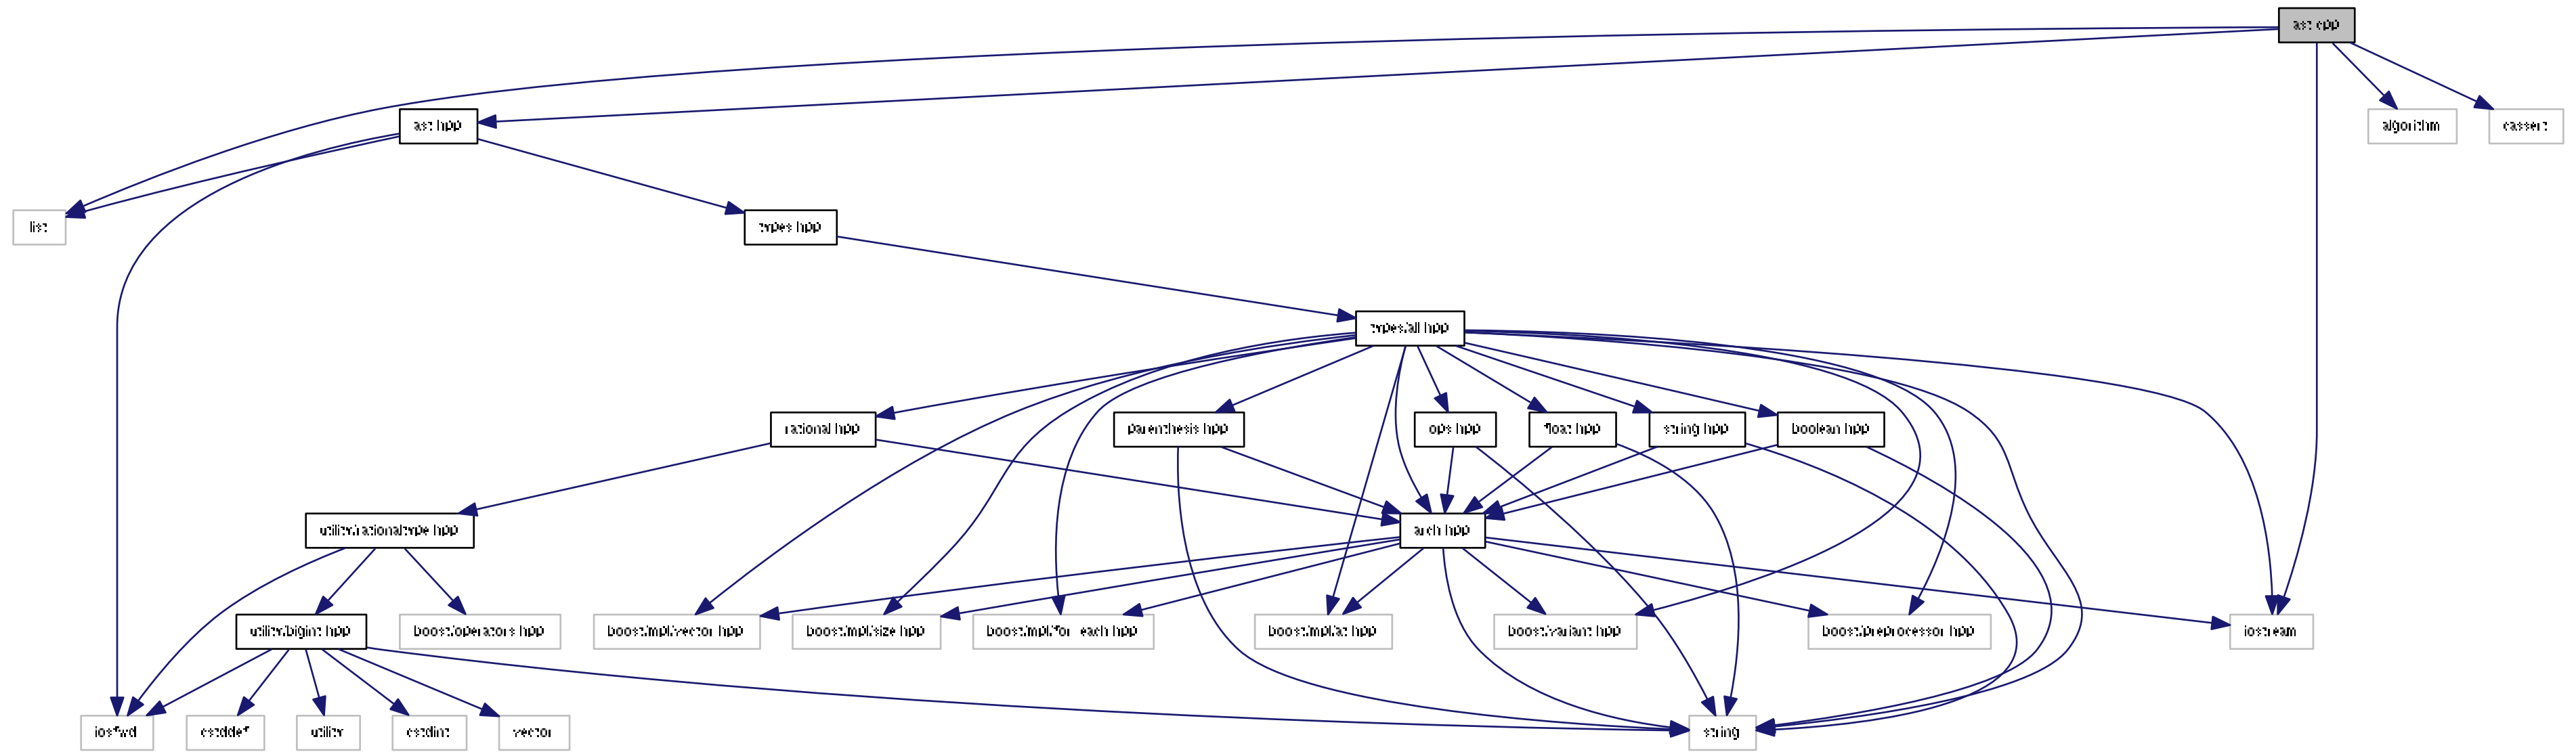 ast.cpp
ast.hpp
algorithm
cassert
list
types.hpp
types/all.hpp
rational.hpp
parenthesis.hpp
ops.hpp
float.hpp
string.hpp
boolean.hpp
utility/rationaltype.hpp
arch.hpp
utility/bigint.hpp
boost/operators.hpp
boost/mpl/vector.hpp
boost/mpl/size.hpp
boost/mpl/for_each.hpp
boost/mpl/at.hpp
boost/variant.hpp
boost/preprocessor.hpp
iostream
iosfwd
cstddef
utility
cstdint
vector
string